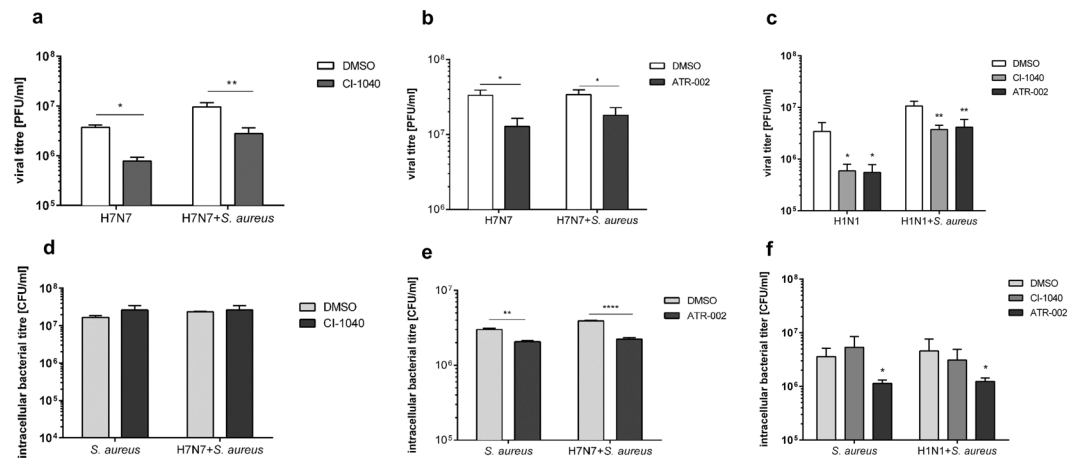 a
viral titre [PFU/ml]
10⁸
10⁷
10⁶
10⁵
*
**
H7N7
H7N7+S. aureus
DMSO
CI-1040
b
viral titre [PFU/ml]
10⁸
10⁷
10⁶
*
*
H7N7
H7N7+S. aureus
DMSO
ATR-002
c
viral titer [PFU/ml]
10⁸
10⁷
10⁶
10⁵
* *
** **
H1N1
H1N1+S. aureus
DMSO
CI-1040
ATR-002
d
intracellular bacterial titre [CFU/ml]
10⁸
10⁷
10⁶
10⁵
10⁴
S. aureus
H7N7+S. aureus
DMSO
CI-1040
e
intracellular bacterial titre [CFU/ml]
10⁷
10⁶
10⁵
**
****
S. aureus
H7N7+S. aureus
DMSO
ATR-002
f
intracellular bacterial titer [CFU/ml]
10⁸
10⁷
10⁶
10⁵
*
*
S. aureus
H1N1+S. aureus
DMSO
CI-1040
ATR-002